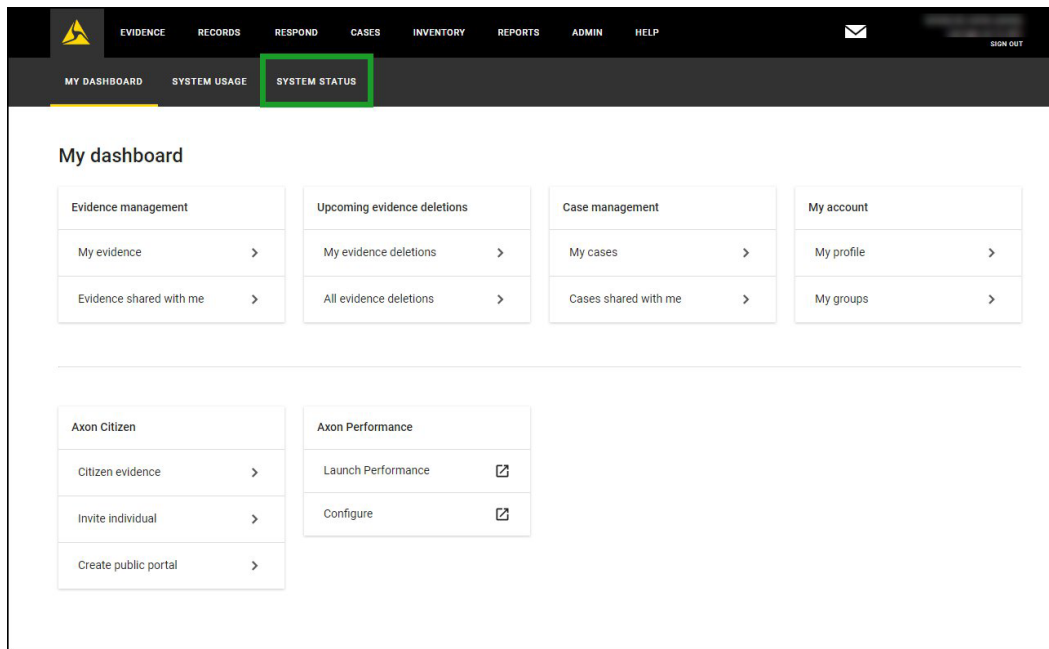 EVIDENCE RECORDS RESPOND CASES INVENTORY REPORTS ADMIN HELP
SIGN OUT
MY DASHBOARD SYSTEM USAGE SYSTEM STATUS
My dashboard
Evidence management
My evidence
Evidence shared with me
Upcoming evidence deletions
My evidence deletions
All evidence deletions
Case management
My cases
Cases shared with me
My account
My profile
My groups
Axon Citizen
Citizen evidence
Invite individual
Create public portal
Axon Performance
Launch Performance
Configure